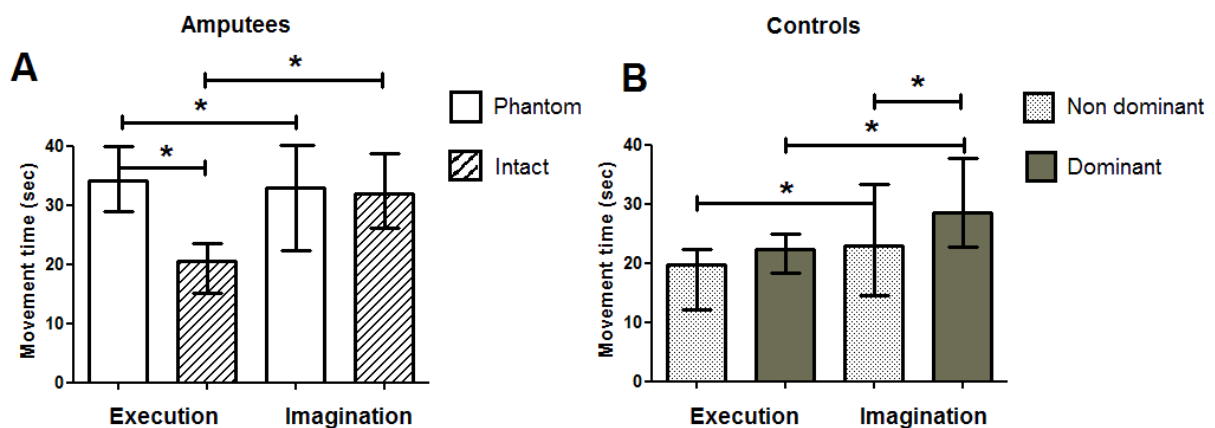 Amputees
A
*
*
*
Phantom
Intact
Movement time (sec)
40
30
20
10
0
Execution
Imagination
Controls
B
*
*
*
Non dominant
Dominant
Movement time (sec)
40
30
20
10
0
Execution
Imagination